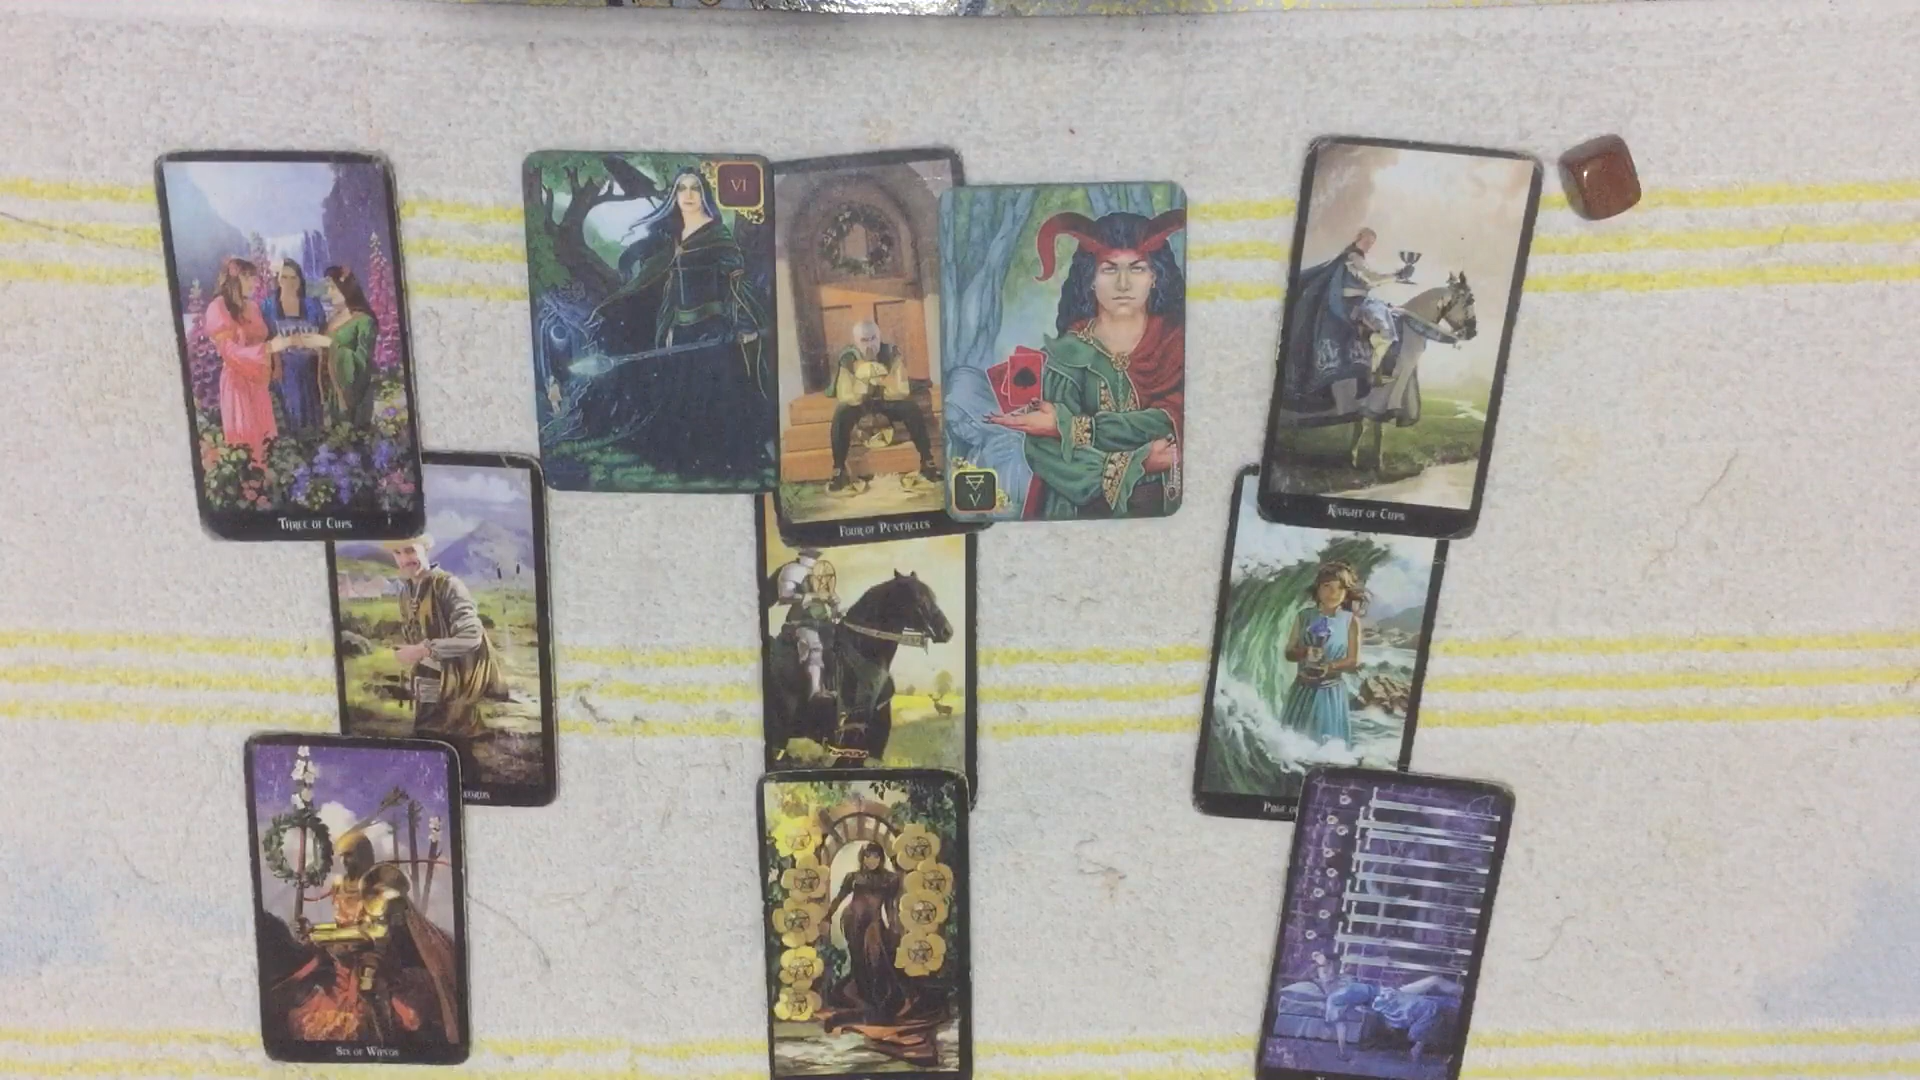 THREE OF CUPS
VI
FOUR OF PENTACLES
V
KNIGHT OF CUPS
SIX OF WANDS